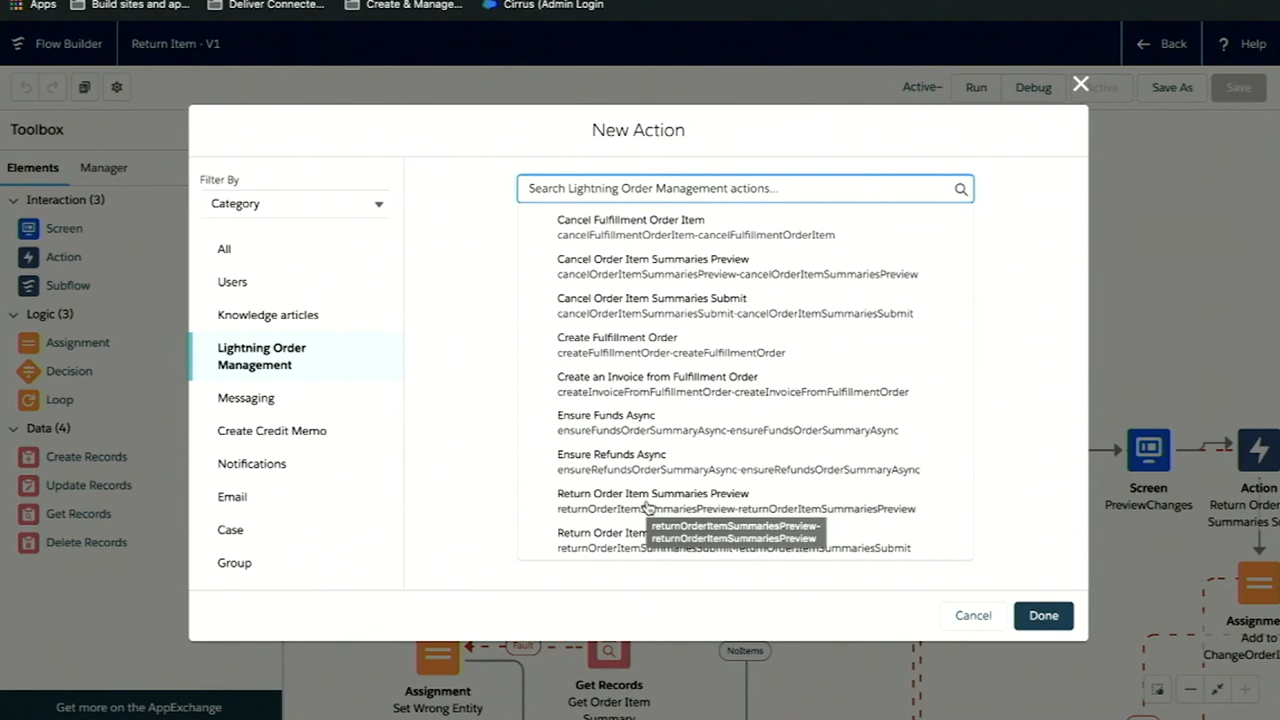 Apps
Build sites and ap...
Deliver Connecte...
Create & Manage...
Cirrus (Admin Login
Flow Builder
Return Item - V1
Back
? Help
Active–
Run
Debug
Save As
Save
Toolbox
New Action
Elements
Manager
Filter By
Category
Search Lightning Order Management actions...
Interaction (3)
Screen
Action
Subflow
Logic (3)
Assignment
Decision
Loop
Data (4)
Create Records
Update Records
Get Records
Delete Records
All
Users
Knowledge articles
Lightning Order
Management
Messaging
Create Credit Memo
Notifications
Email
Case
Group
Cancel Fulfillment Order Item
cancelFulfillmentOrderItem-cancelFulfillmentOrderItem
Cancel Order Item Summaries Preview
cancelOrderItemSummariesPreview-cancelOrderItemSummariesPreview
Cancel Order Item Summaries Submit
cancelOrderItemSummariesSubmit-cancelOrderItemSummariesSubmit
Create Fulfillment Order
createFulfillmentOrder-createFulfillmentOrder
Create an Invoice from Fulfillment Order
createInvoiceFromFulfillmentOrder-createInvoiceFromFulfillmentOrder
Ensure Funds Async
ensureFundsOrderSummaryAsync-ensureFundsOrderSummaryAsync
Ensure Refunds Async
ensureRefundsOrderSummaryAsync-ensureRefundsOrderSummaryAsync
Return Order Item Summaries Preview
returnOrderItemSummariesPreview-returnOrderItemSummariesPreview
returnOrderItemSummariesPreview-
returnOrderItemSummariesPreview
Return Order Item
returnOrderItemSummariesSubmit-returnOrderItemSummariesSubmit
Cancel
Done
Screen
PreviewChanges
Action
Return Order
Summaries S
Assignme
Add to
ChangeOrderI
Fault
NoItems
Assignment
Set Wrong Entity
Get Records
Get Order Item
Summary
Get more on the AppExchange